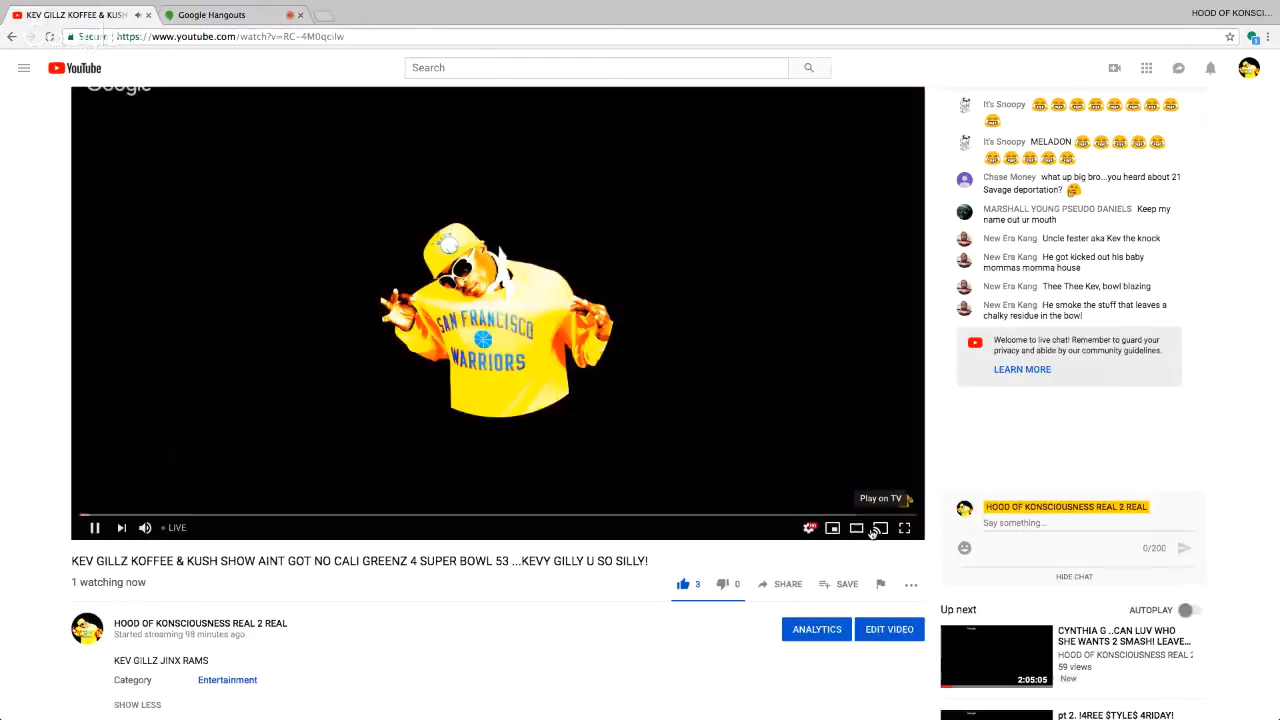 KEV GILLZ KOFFEE & KUSH
Google Hangouts
HOOD OF KONSCI...
Secure https://www.youtube.com/watch?v=RC-4M0qcilw
YouTube
Search
Google
SAN FRANCISCO
WARRIORS
Play on TV
LIVE
KEV GILLZ KOFFEE & KUSH SHOW AINT GOT NO CALI GREENZ 4 SUPER BOWL 53 ...KEVY GILLY U SO SILLY!
1 watching now
3
0
SHARE
SAVE
HOOD OF KONSCIOUSNESS REAL 2 REAL
Started streaming 98 minutes ago
ANALYTICS
EDIT VIDEO
KEV GILLZ JINX RAMS
Category
Entertainment
SHOW LESS
It's Snoopy
It's Snoopy MELADON
Chase Money what up big bro...you heard about 21
Savage deportation?
MARSHALL YOUNG PSEUDO DANIELS Keep my
name out ur mouth
New Era Kang Uncle fester aka Kev the knock
New Era Kang He got kicked out his baby
mommas momma house
New Era Kang Thee Thee Kev, bowl blazing
New Era Kang He smoke the stuff that leaves a
chalky residue in the bowl
Welcome to live chat! Remember to guard your
privacy and abide by our community guidelines.
LEARN MORE
HOOD OF KONSCIOUSNESS REAL 2 REAL
Say something...
0/200
HIDE CHAT
Up next
AUTOPLAY
CYNTHIA G ..CAN LUV WHO
SHE WANTS 2 SMASH! LEAVE...
HOOD OF KONSCIOUSNESS REAL 2
59 views
New
2:05:05
pt 2. !4REE $TYLE$ 4RIDAY!